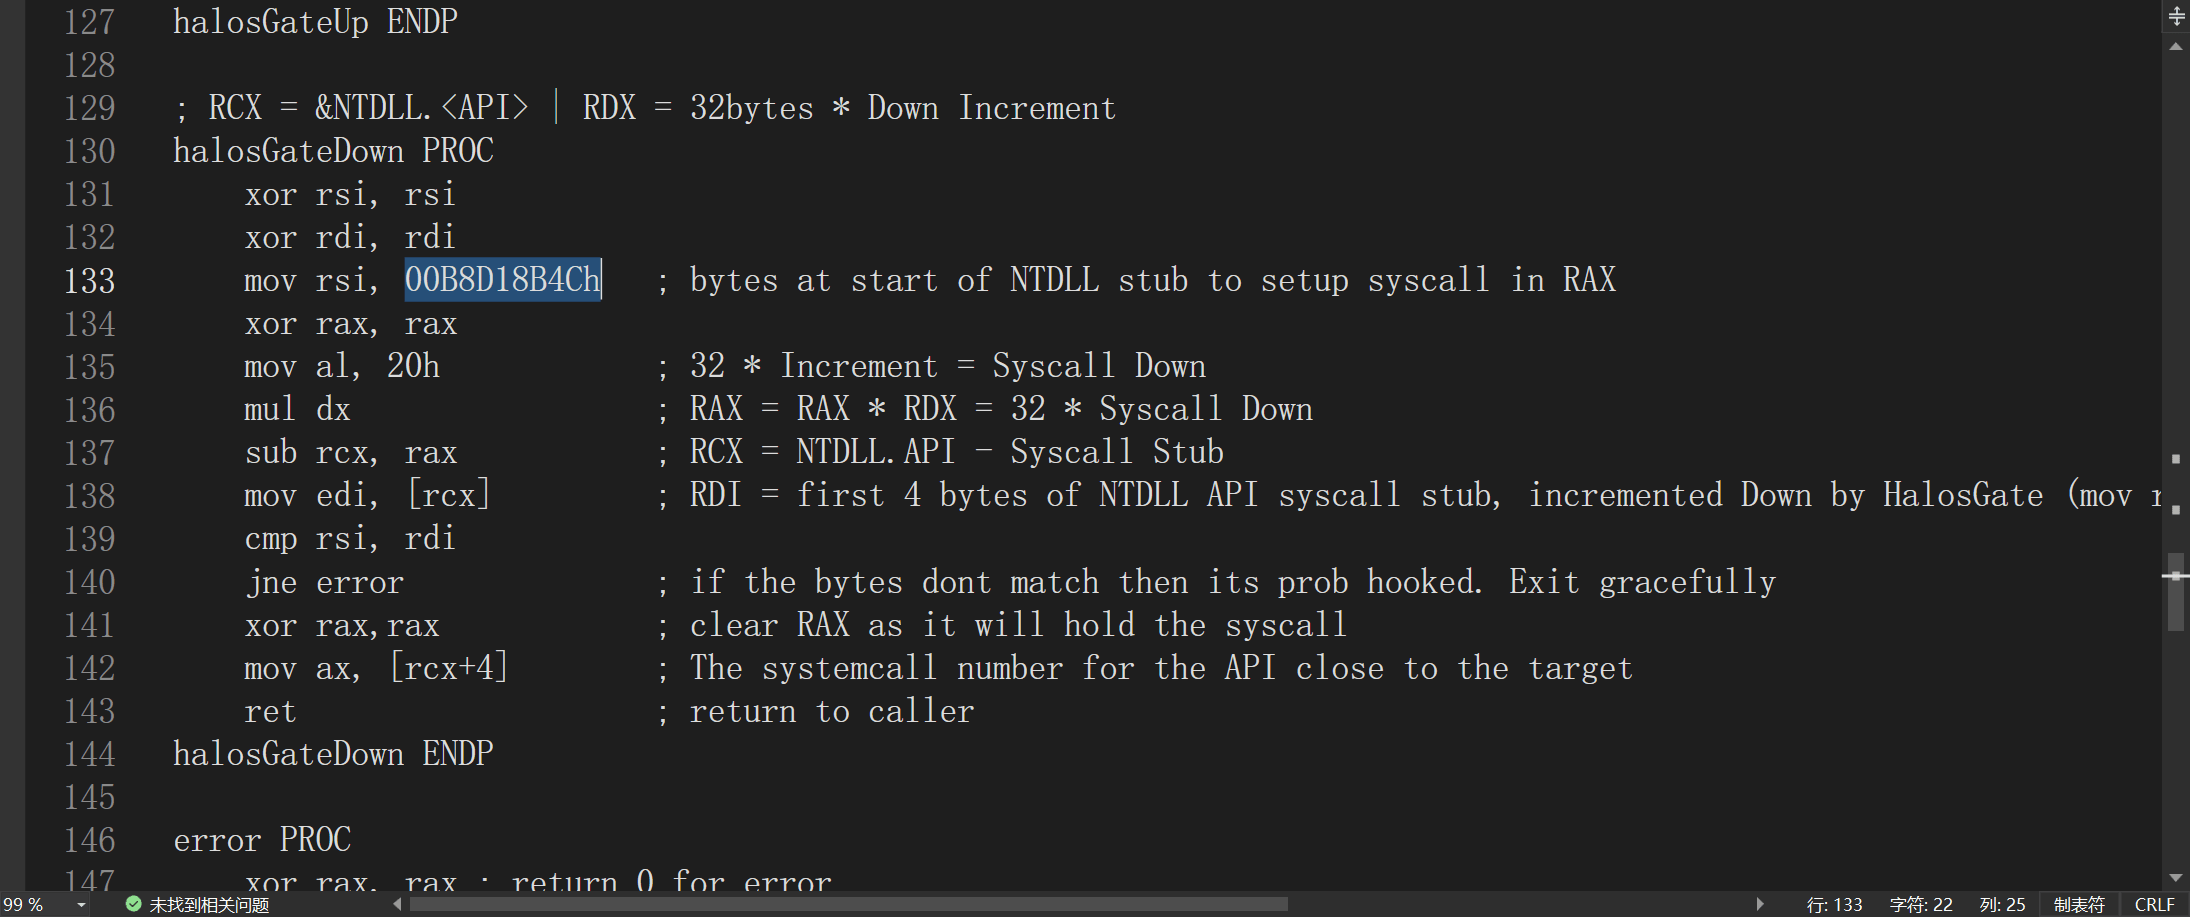 127 halosGateUp ENDP
128
129 ; RCX = &NTDLL.<API> | RDX = 32bytes * Down Increment
130 halosGateDown PROC
131 xor rsi, rsi
132 xor rdi, rdi
133 mov rsi, 00B8D18B4Ch ; bytes at start of NTDLL stub to setup syscall in RAX
134 xor rax, rax
135 mov al, 20h ; 32 * Increment = Syscall Down
136 mul dx ; RAX = RAX * RDX = 32 * Syscall Down
137 sub rcx, rax ; RCX = NTDLL.API - Syscall Stub
138 mov edi, [rcx] ; RDI = first 4 bytes of NTDLL API syscall stub, incremented Down by HalosGate (mov r
139 cmp rsi, rdi
140 jne error ; if the bytes dont match then its prob hooked. Exit gracefully
141 xor rax,rax ; clear RAX as it will hold the syscall
142 mov ax, [rcx+4] ; The systemcall number for the API close to the target
143 ret ; return to caller
144 halosGateDown ENDP
145
146 error PROC
147 xor rax, rax ; return 0 for error
99 % 未找到相关问题 行: 133 字符: 22 列: 25 制表符 CRLF